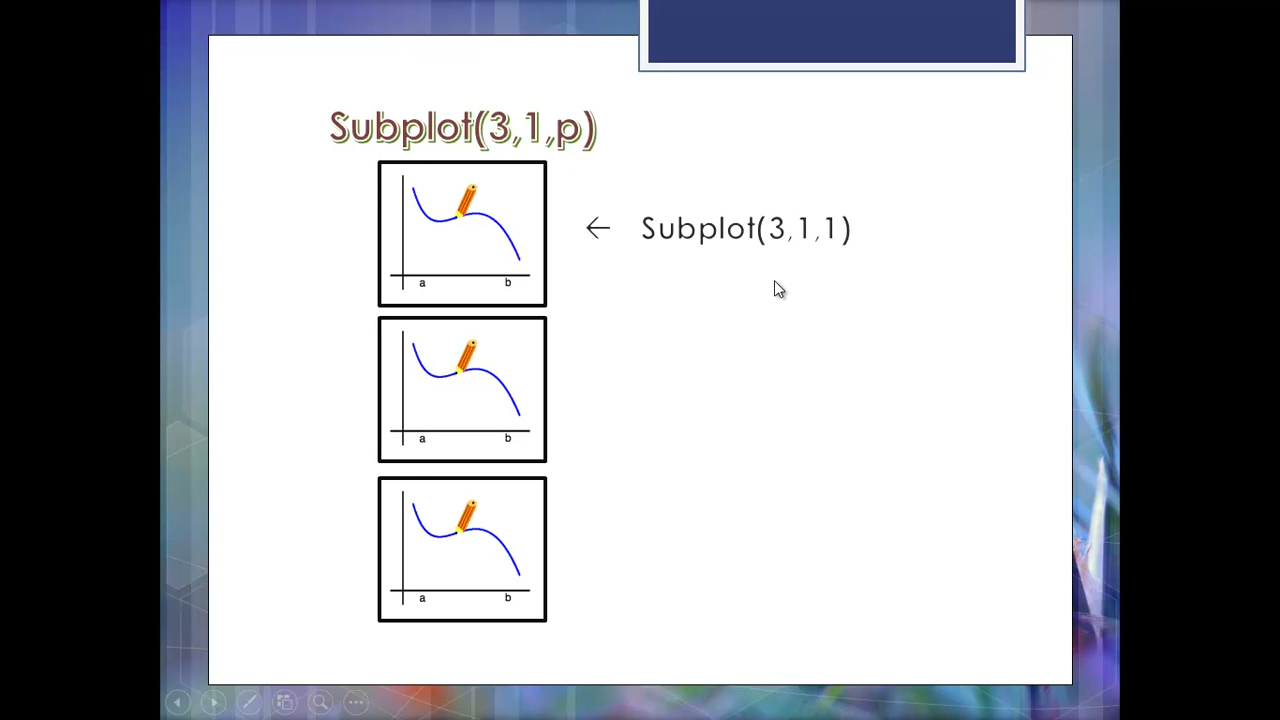 Subplot(3,1,p)
← Subplot(3,1,1)
a b
a b
a b